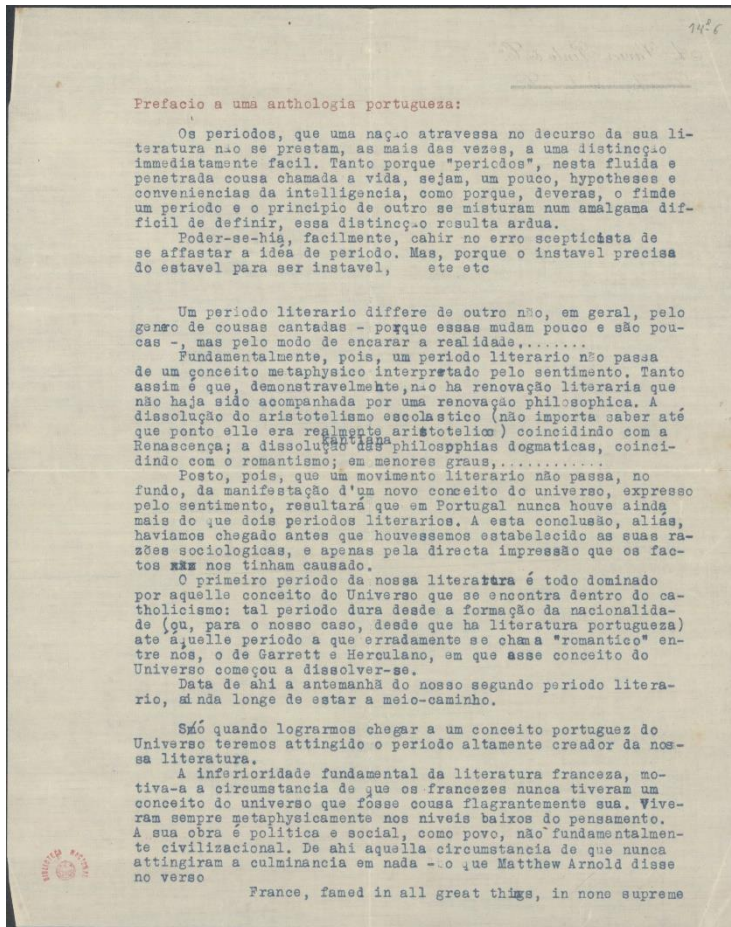 14²-6
Prefacio a uma anthologia portugueza:
Os periodos, que uma nação atravessa no decurso da sua li-
teratura não se prestam, as mais das vezes, a uma distincção
immediatamente facil. Tanto porque "periodos", nesta fluida e
penetrada cousa chamada a vida, sejam, um pouco, hypotheses e
conveniencias da intelligencia, como porque, deveras, o fimde
um periodo e o principio de outro se misturam num amalgama dif-
ficil de definir, essa distincção resulta ardua.
Poder-se-hia, facilmente, cahir no erro scepticista de
se affastar a idéa de periodo. Mas, porque o instavel precisa
do estavel para ser instavel, ete etc
Um periodo literario differe de outro não, em geral, pelo
genero de cousas cantadas - porque essas mudam pouco e são pou-
cas -, mas pelo modo de encarar a realidade,.......
Fundamentalmente, pois, um periodo literario não passa
de um conceito metaphysico interpretado pelo sentimento. Tanto
assim é que, demonstravelmente, não ha renovação literaria que
não haja sido acompanhada por uma renovação philosophica. A
dissolução do aristotelismo escolastico (não importa saber até
que ponto elle era realmente aristotelico) coincidindo com a
kantiana
Renascença; a dissolução das philosophias dogmaticas, coinci-
dindo com o romantismo; em menores graus,............
Posto, pois, que um movimento literario não passa, no
fundo, da manifestação d'um novo conceito do universo, expresso
pelo sentimento, resultará que em Portugal nunca houve ainda
mais do que dois periodos literarios. A esta conclusão, aliás,
haviamos chegado antes que houvessemos estabelecido as suas ra-
zões sociologicas, e apenas pela directa impressão que os fac-
tos nos tinham causado.
O primeiro periodo da nossa literatura é todo dominado
por aquelle conceito do Universo que se encontra dentro do ca-
tholicismo: tal periodo dura desde a formação da nacionalida-
de (ou, para o nosso caso, desde que ha literatura portugueza)
ate áquelle periodo a que erradamente se chama "romantico" en-
tre nós, o de Garrett e Herculano, em que asse conceito do
Universo começou a dissolver-se.
Data de ahi a antemanhã do nosso segundo periodo litera-
rio, ainda longe de estar a meio-caminho.
Só quando lograrmos chegar a um conceito portuguez do
Universo teremos attingido o periodo altamente creador da nos-
sa literatura.
A inferioridade fundamental da literatura franceza, mo-
tiva-a a circumstancia de que os francezes nunca tiveram um
conceito do universo que fôsse cousa flagrantemente sua. Vive-
ram sempre metaphysicamente nos niveis baixos do pensamento.
A sua obra é politica e social, como povo, não fundamentalmen-
te civilizacional. De ahi aquella circumstancia de que nunca
attingiram a culminancia em nada - o que Matthew Arnold disse
no verso
France, famed in all great things, in none supreme